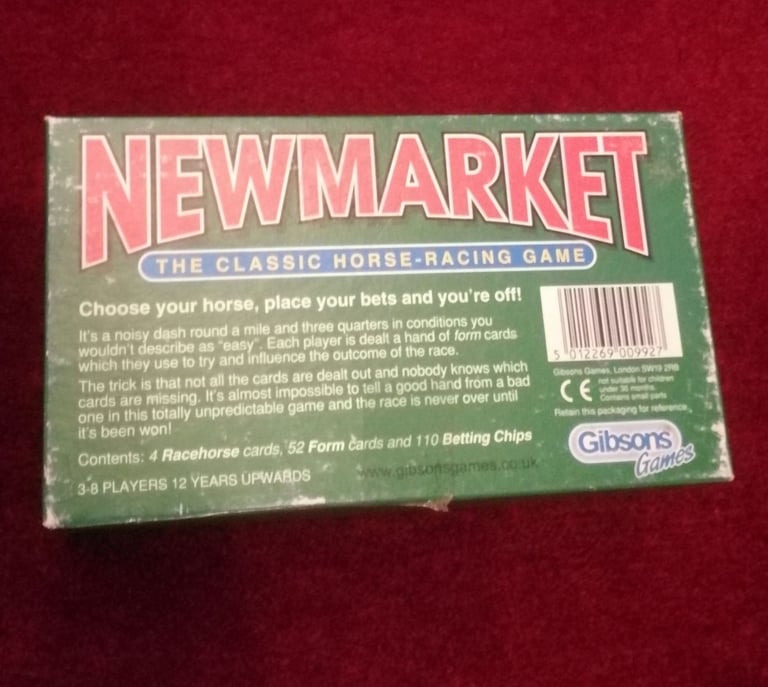 NEWMARKET
THE CLASSIC HORSE-RACING GAME
Choose your horse, place your bets and you're off!
It's a noisy dash round a mile and three quarters in conditions you
wouldn't describe as "easy". Each player is dealt a hand of form cards
which they use to try and influence the outcome of the race.
The trick is that not all the cards are dealt out and nobody knows which
cards are missing. It's almost impossible to tell a good hand from a bad
one in this totally unpredictable game and the race is never over until
it's been won!
Contents: 4 Racehorse cards, 52 Form cards and 110 Betting Chips
3-8 PLAYERS 12 YEARS UPWARDS
www.gibsonsgames.co.uk
5 012269 009927
Gibsons Games, London SW19 2RB
CE
not suitable for children
under 36 months.
Contains small parts
Retain this packaging for reference
Gibsons
Games